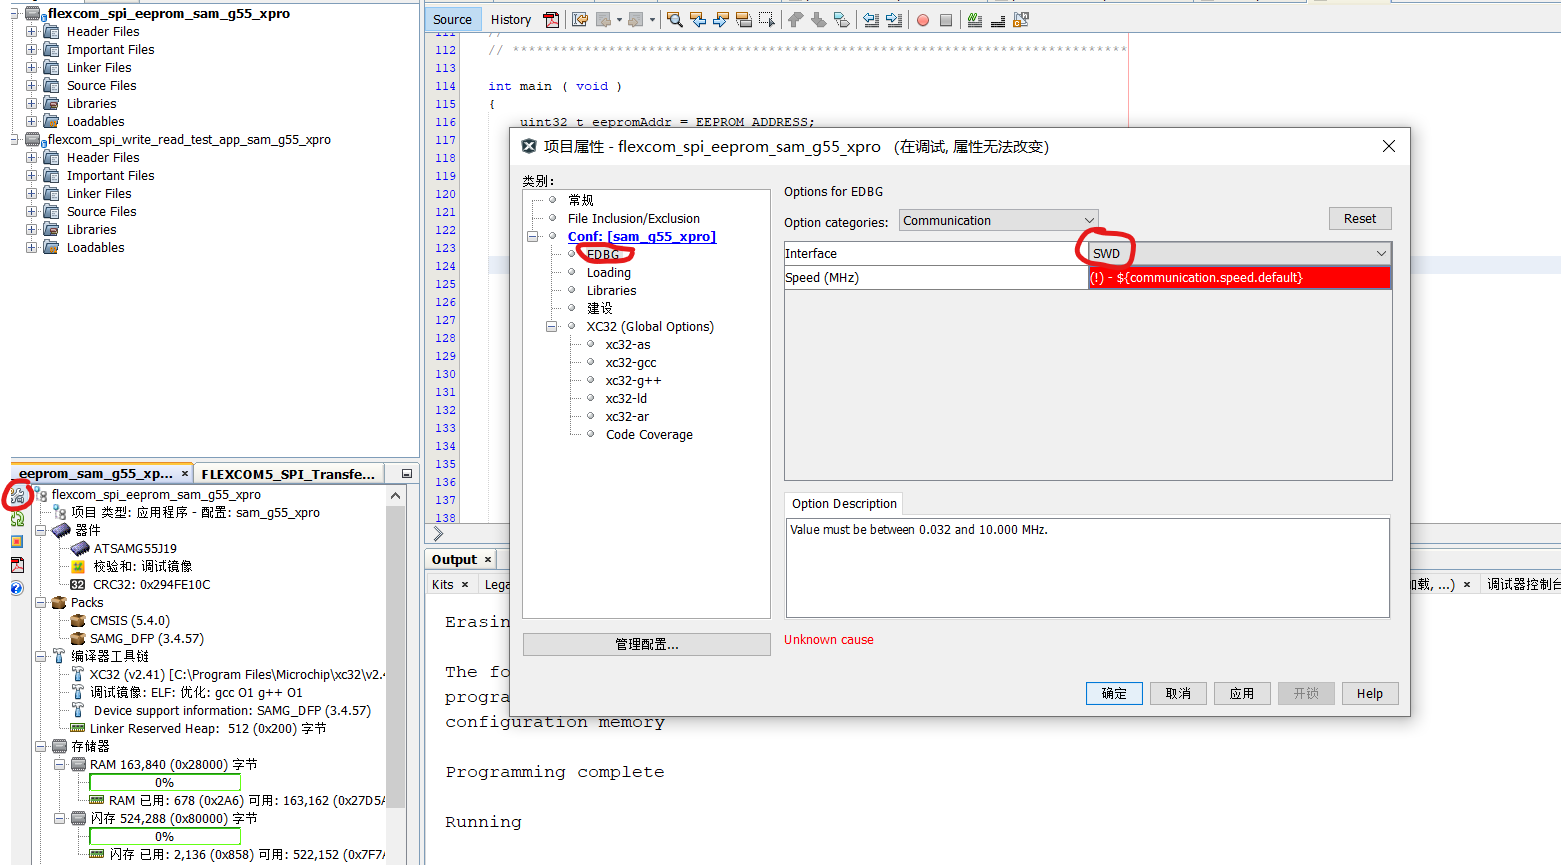 flexcom_spi_eeprom_sam_g55_xpro
Header Files
Important Files
Linker Files
Source Files
Libraries
Loadables
flexcom_spi_write_read_test_app_sam_g55_xpro
Header Files
Important Files
Linker Files
Source Files
Libraries
Loadables
Source
History
111 //
112 // *****************************************************************************
113
114 int main ( void )
115 {
116 uint32_t eepromAddr = EEPROM_ADDRESS;
117
118
119
120
121
122
123
124
125
126
127
128
129
130
131
132
133
134
135
136
137
138
项目属性 - flexcom_spi_eeprom_sam_g55_xpro (在调试, 属性无法改变)
类别:
常规
File Inclusion/Exclusion
Conf: [sam_g55_xpro]
EDBG
Loading
Libraries
建设
XC32 (Global Options)
xc32-as
xc32-gcc
xc32-g++
xc32-ld
xc32-ar
Code Coverage
管理配置...
Options for EDBG
Option categories: Communication
Reset
Interface SWD
Speed (MHz) (!) - ${communication.speed.default}
Option Description
Value must be between 0.032 and 10.000 MHz.
Unknown cause
确定
取消
应用
开锁
Help
_eeprom_sam_g55_xp... ×
FLEXCOM5_SPI_Transfe...
flexcom_spi_eeprom_sam_g55_xpro
项目 类型: 应用程序 - 配置: sam_g55_xpro
器件
ATSAMG55J19
校验和: 调试镜像
32 CRC32: 0x294FE10C
Packs
CMSIS (5.4.0)
SAMG_DFP (3.4.57)
编译器工具链
XC32 (v2.41) [C:\Program Files\Microchip\xc32\v2.4
调试镜像: ELF: 优化: gcc O1 g++ O1
Device support information: SAMG_DFP (3.4.57)
Linker Reserved Heap: 512 (0x200) 字节
存储器
RAM 163,840 (0x28000) 字节
0%
RAM 已用: 678 (0x2A6) 可用: 163,162 (0x27D5A
闪存 524,288 (0x80000) 字节
0%
闪存 已用: 2,136 (0x858) 可用: 522,152 (0x7F7A
Output ×
Kits ×
Lega
加载, ...) ×
调试器控制台
Erasin
The fo
progra
configuration memory
Programming complete
Running